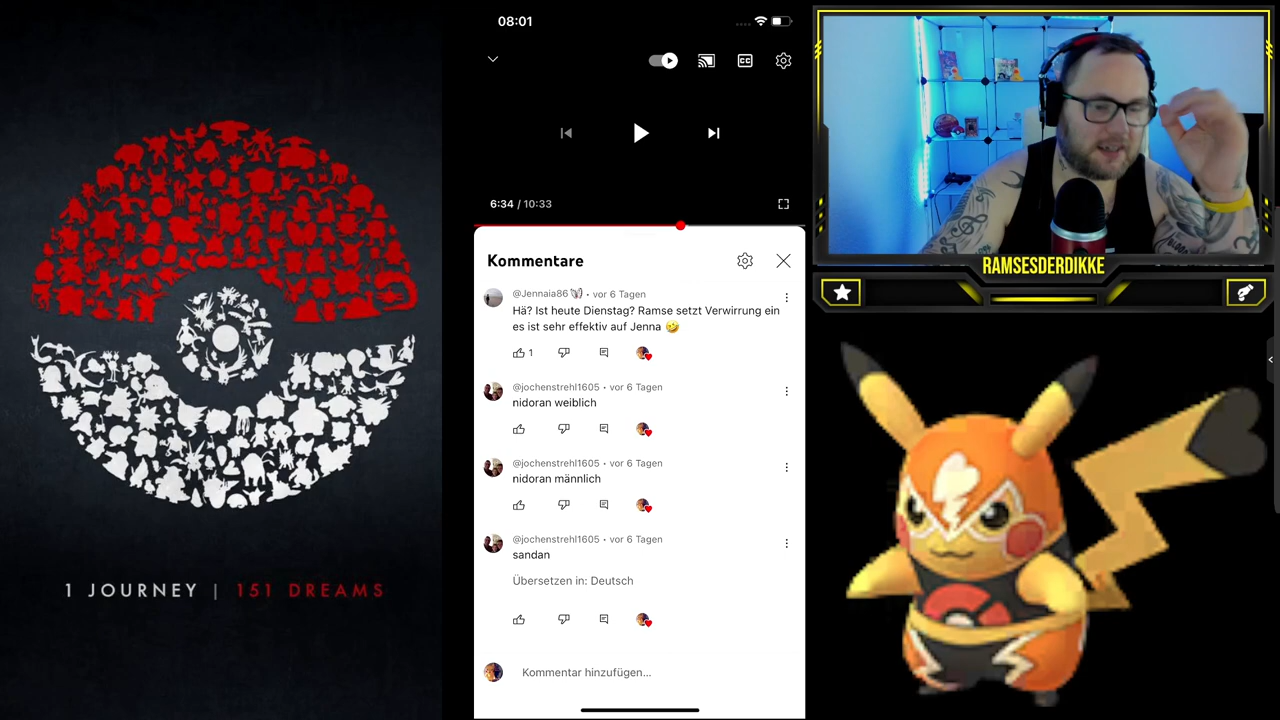 1 JOURNEY | 151 DREAMS
08:01
CC
6:34 / 10:33
Kommentare
@Jennaia86 • vor 6 Tagen
Hä? Ist heute Dienstag? Ramse setzt Verwirrung ein
es ist sehr effektiv auf Jenna 🤣
1
@jochenstrehl1605 • vor 6 Tagen
nidoran weiblich
@jochenstrehl1605 • vor 6 Tagen
nidoran männlich
@jochenstrehl1605 • vor 6 Tagen
sandan
Übersetzen in: Deutsch
Kommentar hinzufügen...
RAMSESDERDIKKE